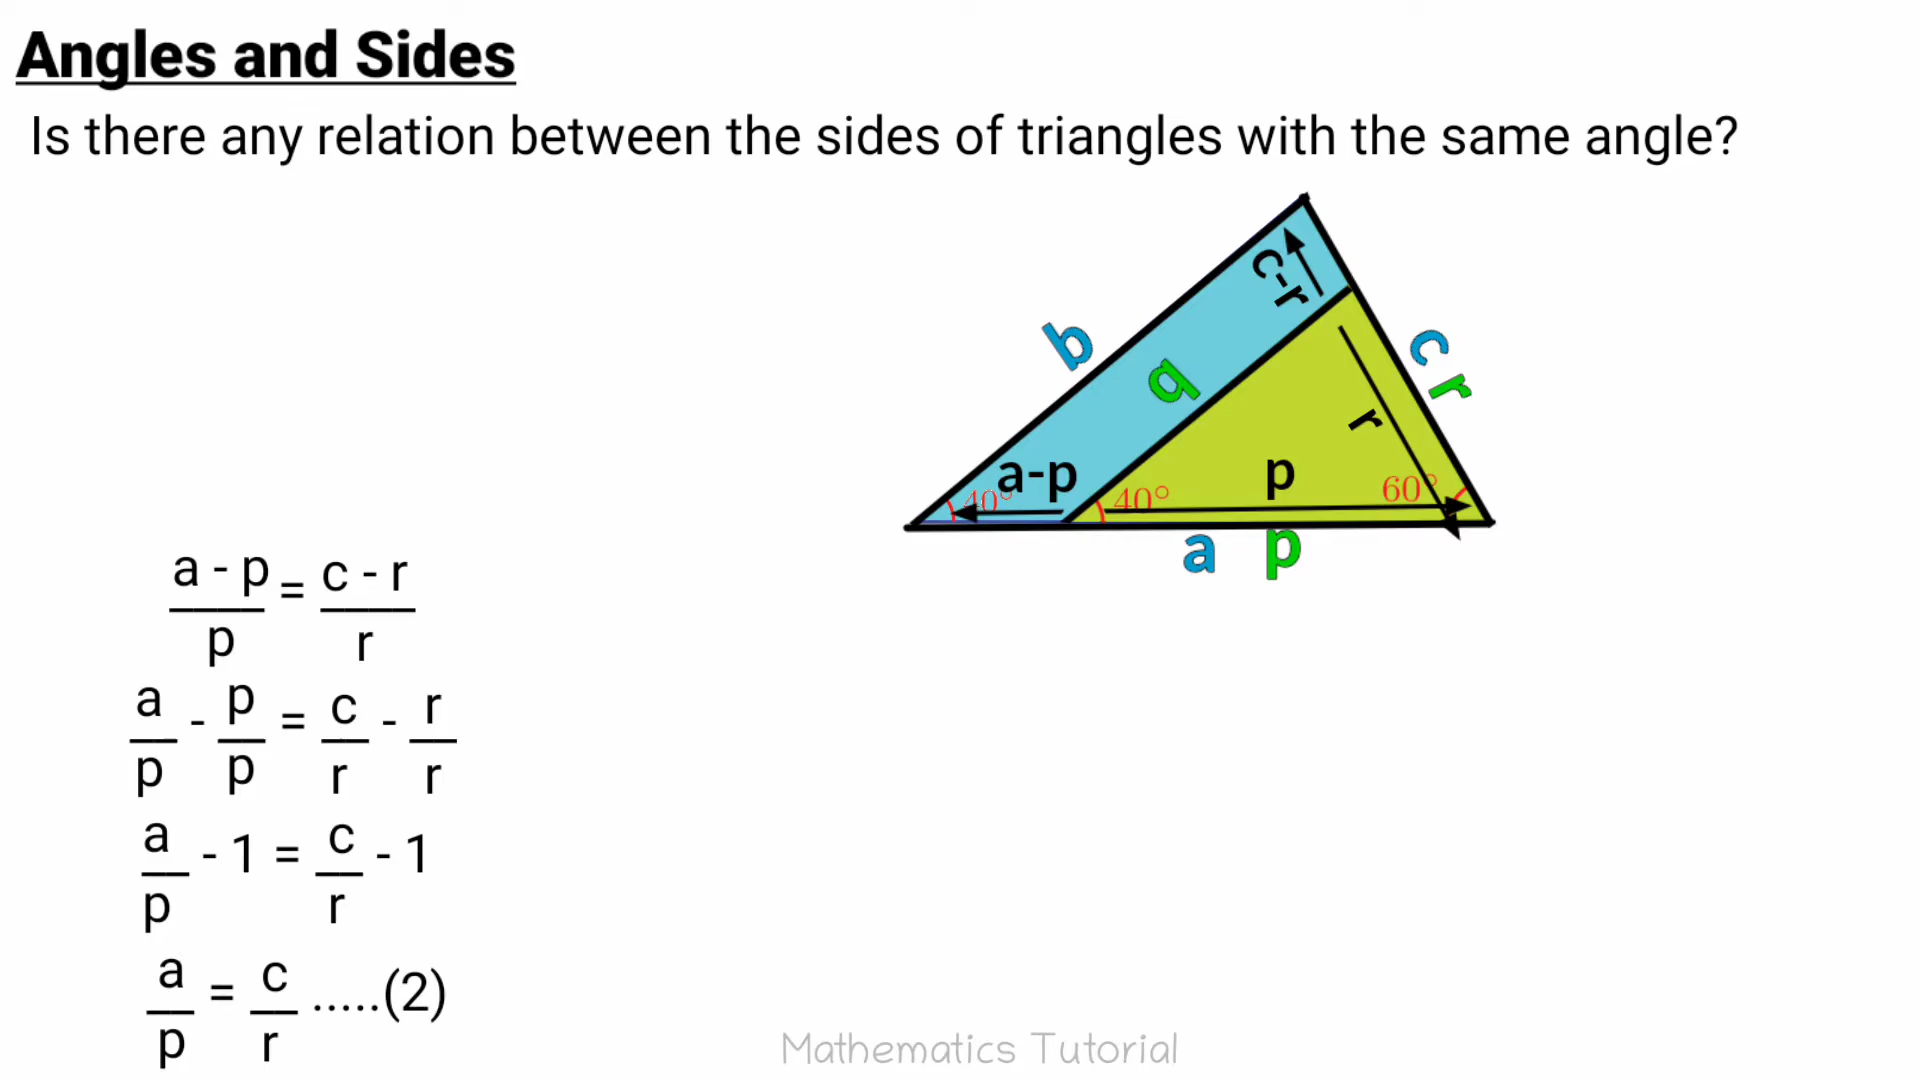 Angles and Sides
Is there any relation between the sides of triangles with the same angle?
c-r
b
c
q
r
r
a-p
p
40°
40°
60°
a p
a - p = c - r
p r
a - p = c - r
p p r r
a - 1 = c - 1
p r
a = c .....(2)
p r
Mathematics Tutorial